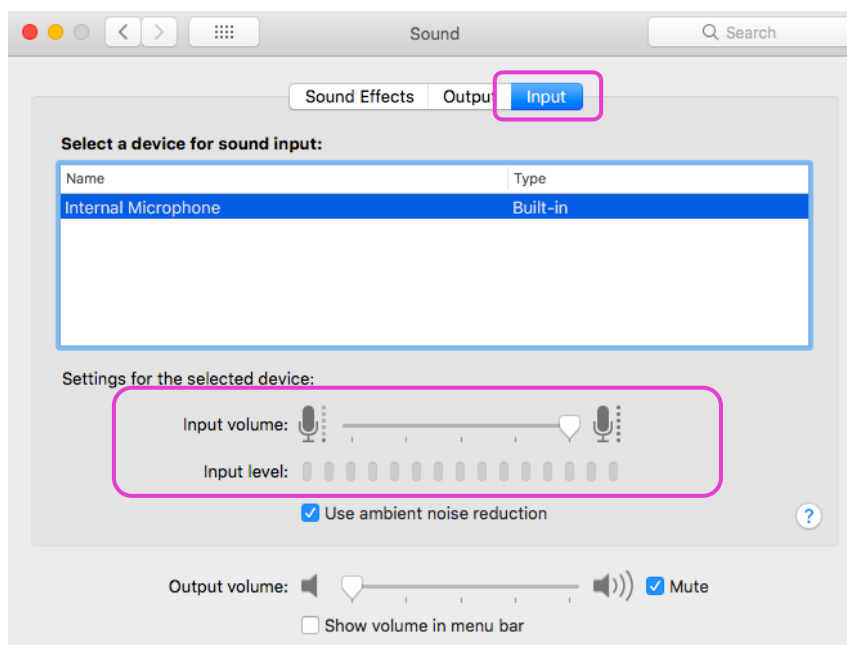 Sound
Search
Sound Effects Output Input
Select a device for sound input:
Name Type
Internal Microphone Built-in
Settings for the selected device:
Input volume:
Input level:
Use ambient noise reduction
?
Output volume: Mute
Show volume in menu bar